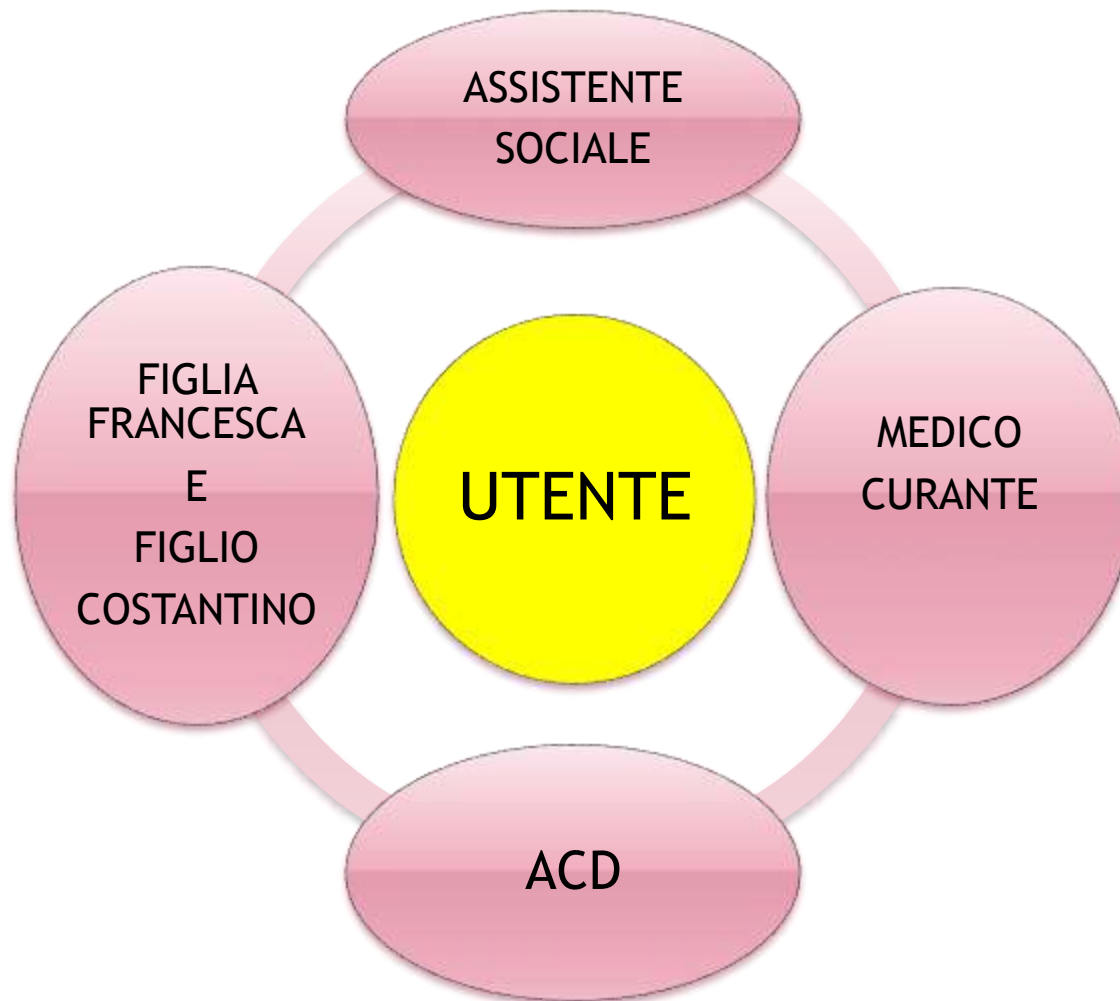 ASSISTENTE
SOCIALE
FIGLIA
FRANCESCA
E
FIGLIO
COSTANTINO
UTENTE
MEDICO
CURANTE
ACD